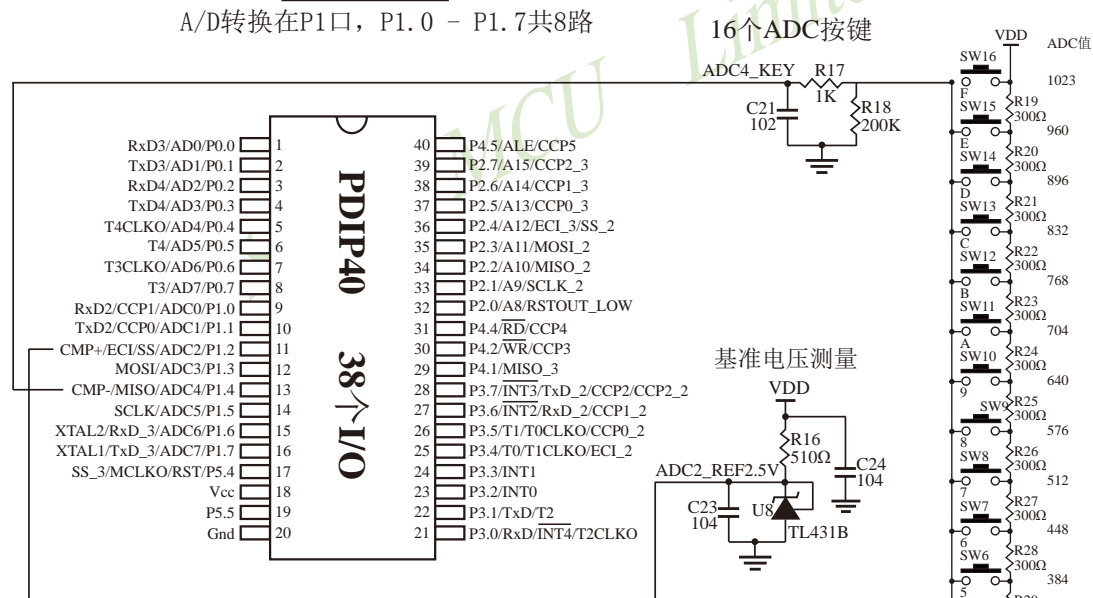 A/D转换在P1口，P1.0 - P1.7共8路
MCU Limi
16个ADC按键
VDD ADC值
ADC4_KEY R17 1K
C21 102
R18 200K
SW16 F 1023
R19 300Ω
SW15 E 960
R20 300Ω
SW14 D 896
R21 300Ω
SW13 C 832
R22 300Ω
SW12 B 768
R23 300Ω
SW11 A 704
R24 300Ω
SW10 9 640
R25 300Ω
SW9 8 576
R26 300Ω
SW8 7 512
R27 300Ω
SW7 6 448
R28 300Ω
SW6 5 384
R29
PDIP40 38个I/O
RxD3/AD0/P0.0 1
TxD3/AD1/P0.1 2
RxD4/AD2/P0.2 3
TxD4/AD3/P0.3 4
T4CLKO/AD4/P0.4 5
T4/AD5/P0.5 6
T3CLKO/AD6/P0.6 7
T3/AD7/P0.7 8
RxD2/CCP1/ADC0/P1.0 9
TxD2/CCP0/ADC1/P1.1 10
CMP+/ECI/SS/ADC2/P1.2 11
MOSI/ADC3/P1.3 12
CMP-/MISO/ADC4/P1.4 13
SCLK/ADC5/P1.5 14
XTAL2/RxD_3/ADC6/P1.6 15
XTAL1/TxD_3/ADC7/P1.7 16
SS_3/MCLKO/RST/P5.4 17
Vcc 18
P5.5 19
Gnd 20
40 P4.5/ALE/CCP5
39 P2.7/A15/CCP2_3
38 P2.6/A14/CCP1_3
37 P2.5/A13/CCP0_3
36 P2.4/A12/ECI_3/SS_2
35 P2.3/A11/MOSI_2
34 P2.2/A10/MISO_2
33 P2.1/A9/SCLK_2
32 P2.0/A8/RSTOUT_LOW
31 P4.4/RD/CCP4
30 P4.2/WR/CCP3
29 P4.1/MISO_3
28 P3.7/INT3/TxD_2/CCP2/CCP2_2
27 P3.6/INT2/RxD_2/CCP1_2
26 P3.5/T1/T0CLKO/CCP0_2
25 P3.4/T0/T1CLKO/ECI_2
24 P3.3/INT1
23 P3.2/INT0
22 P3.1/TxD/T2
21 P3.0/RxD/INT4/T2CLKO
基准电压测量
VDD
R16 510Ω
ADC2_REF2.5V
C24 104
C23 104
U8
TL431B